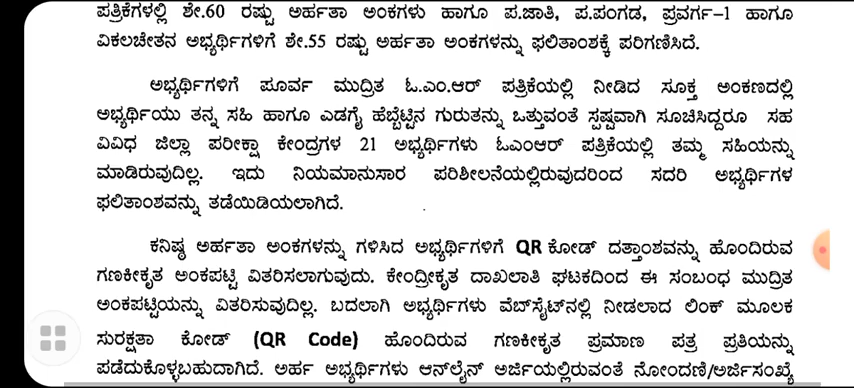 ಪತ್ರಿಕೆಗಳಲ್ಲಿ ಶೇ.60 ರಷ್ಟು ಅರ್ಹತಾ ಅಂಕಗಳು ಹಾಗೂ ಪ.ಜಾತಿ, ಪ.ಪಂಗಡ, ಪ್ರವರ್ಗ-1 ಹಾಗೂ
ವಿಕಲಚೇತನ ಅಭ್ಯರ್ಥಿಗಳಿಗೆ ಶೇ.55 ರಷ್ಟು ಅರ್ಹತಾ ಅಂಕಗಳನ್ನು ಫಲಿತಾಂಶಕ್ಕೆ ಪರಿಗಣಿಸಿದೆ.
ಅಭ್ಯರ್ಥಿಗಳಿಗೆ ಪೂರ್ವ ಮುದ್ರಿತ ಓ.ಎಂ.ಆರ್ ಪತ್ರಿಕೆಯಲ್ಲಿ ನೀಡಿದ ಸೂಕ್ತ ಅಂಕಣದಲ್ಲಿ
ಅಭ್ಯರ್ಥಿಯು ತನ್ನ ಸಹಿ ಹಾಗೂ ಎಡಗೈ ಹೆಬ್ಬೆಟ್ಟಿನ ಗುರುತನ್ನು ಒತ್ತುವಂತೆ ಸ್ಪಷ್ಟವಾಗಿ ಸೂಚಿಸಿದ್ದರೂ ಸಹ
ವಿವಿಧ ಜಿಲ್ಲಾ ಪರೀಕ್ಷಾ ಕೇಂದ್ರಗಳ 21 ಅಭ್ಯರ್ಥಿಗಳು ಓಎಂಆರ್ ಪತ್ರಿಕೆಯಲ್ಲಿ ತಮ್ಮ ಸಹಿಯನ್ನು
ಮಾಡಿರುವುದಿಲ್ಲ. ಇದು ನಿಯಮಾನುಸಾರ ಪರಿಶೀಲನೆಯಲ್ಲಿರುವುದರಿಂದ ಸದರಿ ಅಭ್ಯರ್ಥಿಗಳ
ಫಲಿತಾಂಶವನ್ನು ತಡೆಯಿಡಿಯಲಾಗಿದೆ.
ಕನಿಷ್ಠ ಅರ್ಹತಾ ಅಂಕಗಳನ್ನು ಗಳಿಸಿದ ಅಭ್ಯರ್ಥಿಗಳಿಗೆ QR ಕೋಡ್ ದತ್ತಾಂಶವನ್ನು ಹೊಂದಿರುವ
ಗಣಕೀಕೃತ ಅಂಕಪಟ್ಟಿ ವಿತರಿಸಲಾಗುವುದು. ಕೇಂದ್ರೀಕೃತ ದಾಖಲಾತಿ ಘಟಕದಿಂದ ಈ ಸಂಬಂಧ ಮುದ್ರಿತ
ಅಂಕಪಟ್ಟಿಯನ್ನು ವಿತರಿಸುವುದಿಲ್ಲ. ಬದಲಾಗಿ ಅಭ್ಯರ್ಥಿಗಳು ವೆಬ್‌ಸೈಟ್‌ನಲ್ಲಿ ನೀಡಲಾದ ಲಿಂಕ್ ಮೂಲಕ
ಸುರಕ್ಷತಾ ಕೋಡ್ (QR Code) ಹೊಂದಿರುವ ಗಣಕೀಕೃತ ಪ್ರಮಾಣ ಪತ್ರ ಪ್ರತಿಯನ್ನು
ಪಡೆದುಕೊಳ್ಳಬಹುದಾಗಿದೆ. ಅರ್ಹ ಅಭ್ಯರ್ಥಿಗಳು ಆನ್‌ಲೈನ್ ಅರ್ಜಿಯಲ್ಲಿರುವಂತೆ ನೋಂದಣಿ/ಅರ್ಜಿಸಂಖ್ಯೆ